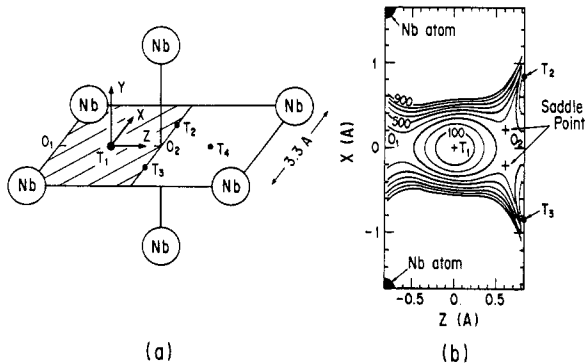 Nb
Nb
Nb
Nb
Nb
Nb
Y
X
Z
O1
O2
T1
T2
T3
T4
3.3 A
(a)
Nb atom
1
0
-1
X (A)
900
500
100
O1
+T1
O2
T2
Saddle
Point
T3
Nb atom
-0.5
0
0.5
Z (A)
(b)